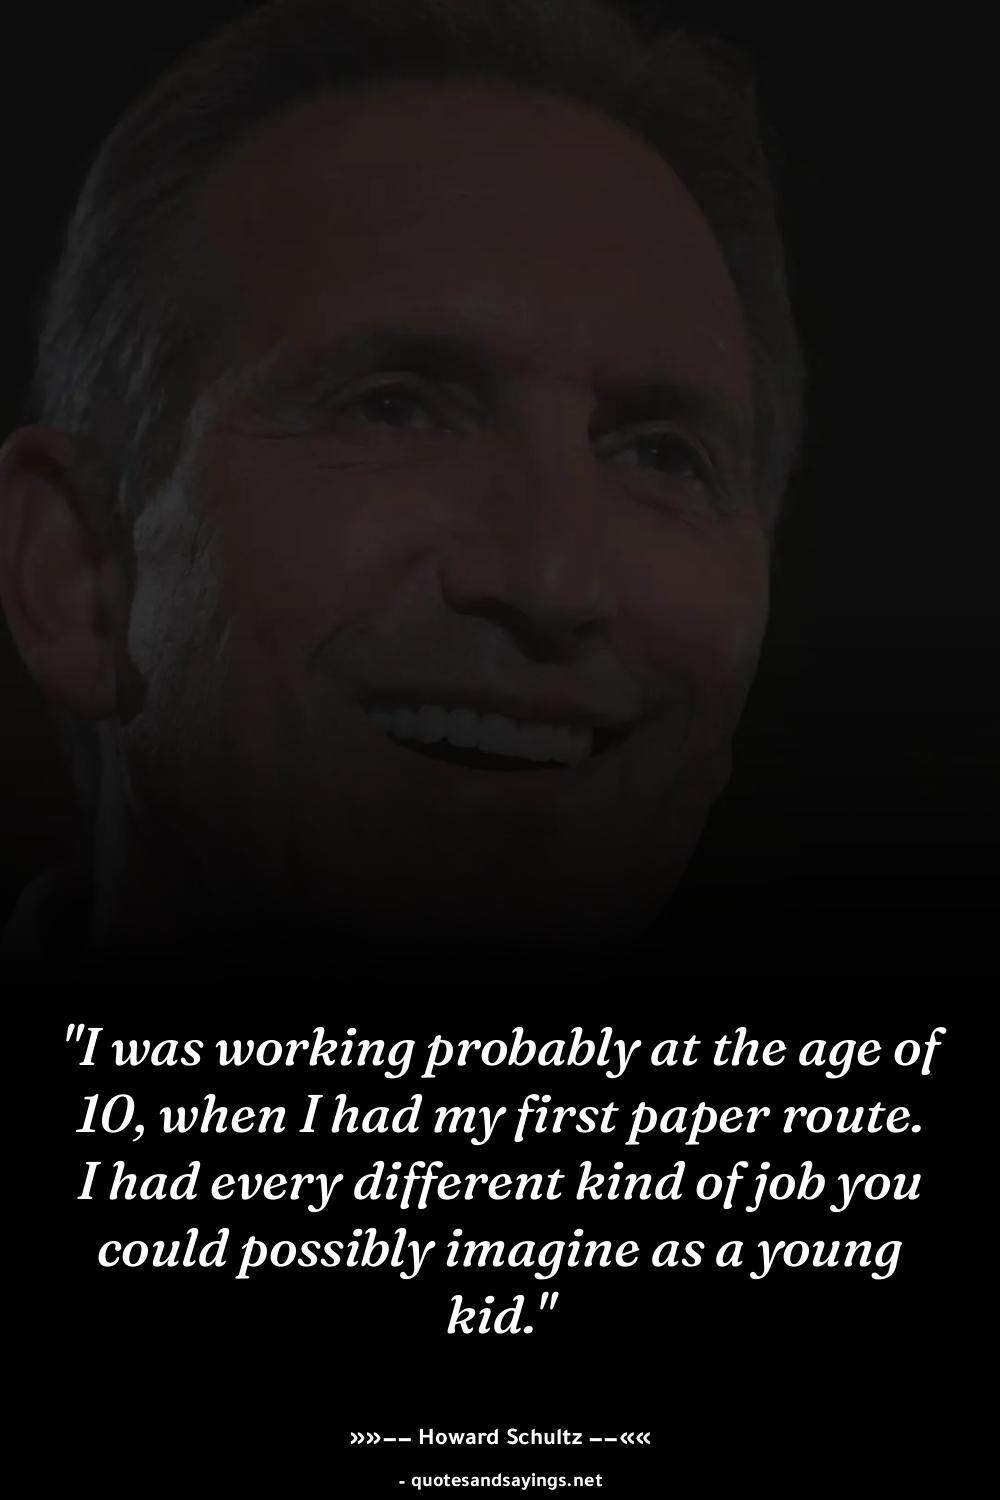 "I was working probably at the age of
10, when I had my first paper route.
I had every different kind of job you
could possibly imagine as a young
kid."
»»−− Howard Schultz −−««
- quotesandsayings.net